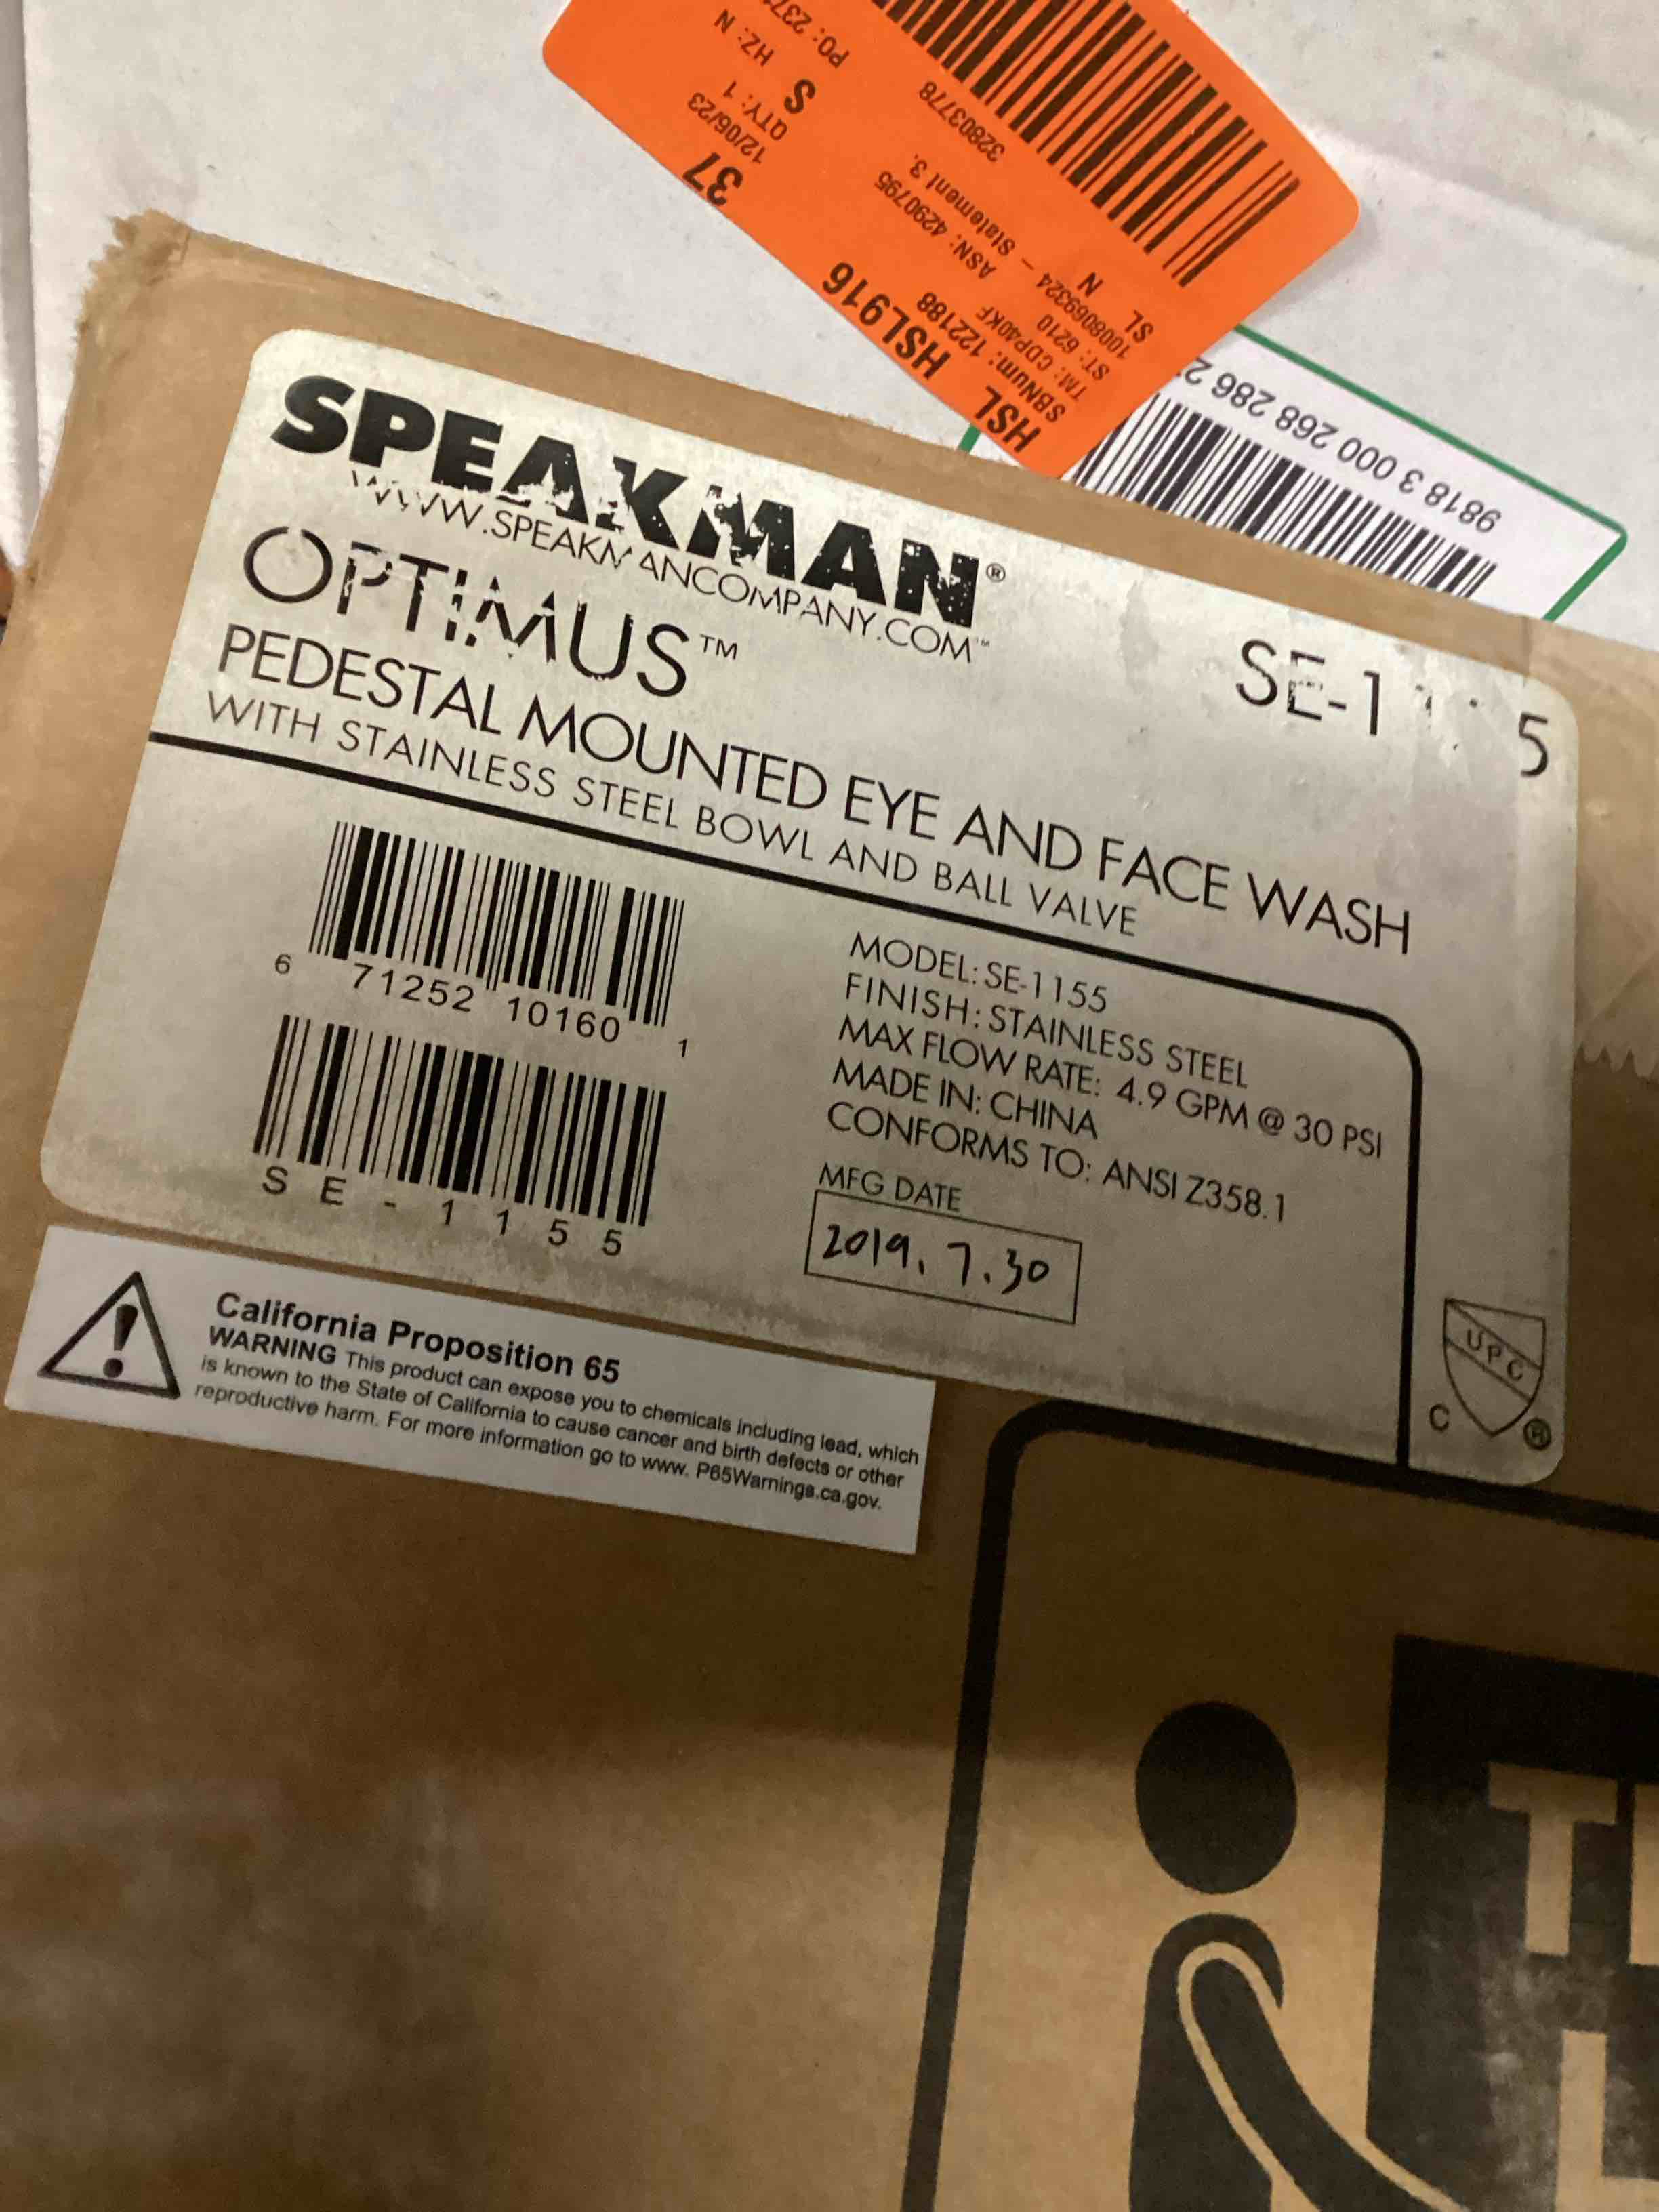 SPEAKMAN®
WWW.SPEAKMANCOMPANY.COM™
OPTIMUS™
SE-1 5
PEDESTAL MOUNTED EYE AND FACE WASH
WITH STAINLESS STEEL BOWL AND BALL VALVE
6 71252 10160 1
SE-1155
MODEL: SE-1155
FINISH: STAINLESS STEEL
MAX FLOW RATE: 4.9 GPM @ 30 PSI
MADE IN: CHINA
CONFORMS TO: ANSI Z358.1
MFG DATE
2019.7.30
UPC
C ®
California Proposition 65
WARNING This product can expose you to chemicals including lead, which
is known to the State of California to cause cancer and birth defects or other
reproductive harm. For more information go to www. P65Warnings.ca.gov.
HSL HSL916 37
SBNum: 122188 12/06/23
TM: CDP40KF ASN: 4290795 QTY: 1 S
ST: 62210 HZ: N
1008069324 - Statement 3.
SL N
32803778
9818 3 000 268 286